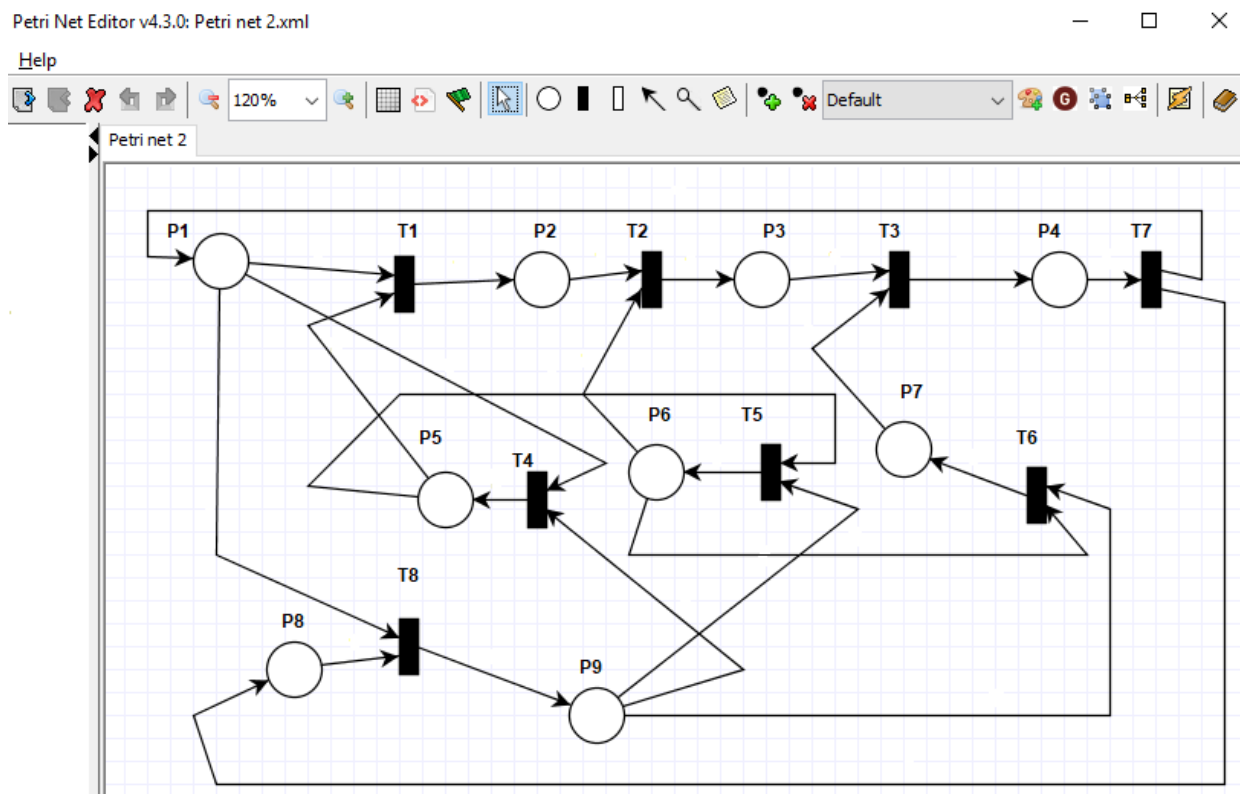 Petri Net Editor v4.3.0: Petri net 2.xml
Help
120%
Default
G
Petri net 2
P1
T1
P2
T2
P3
T3
P4
T7
P7
P6
T5
P5
T6
T4
T8
P8
P9